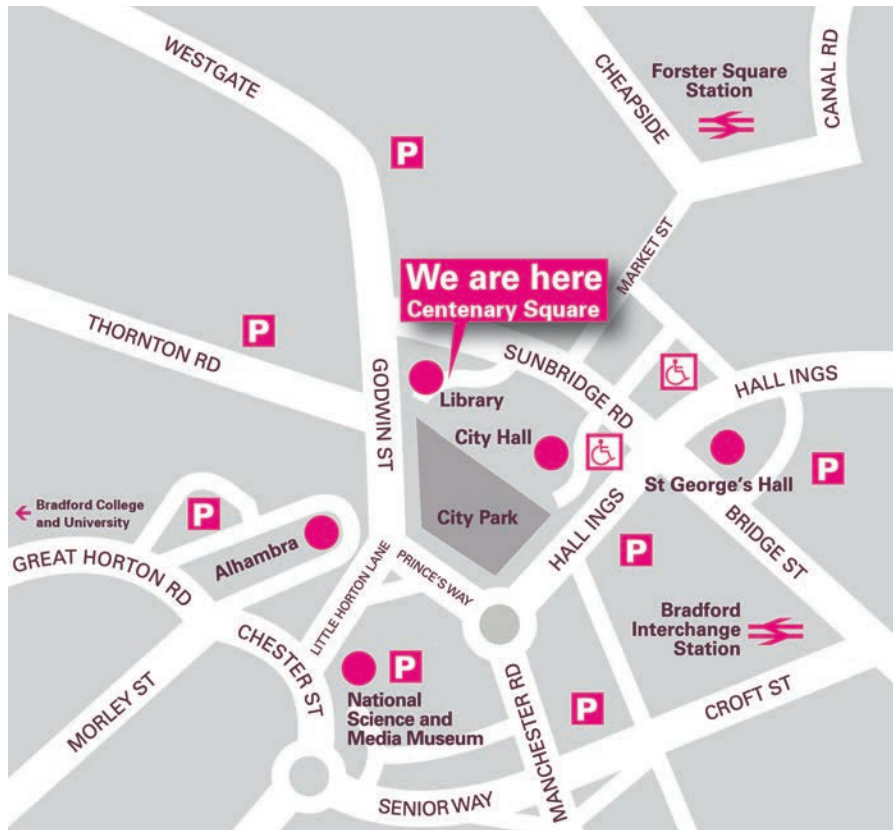 WESTGATE
CHEAPSIDE
Forster Square
Station
CANAL RD
P
MARKET ST
We are here
Centenary Square
THORNTON RD
P
SUNBRIDGE RD
HALL INGS
GODWIN ST
Library
City Hall
St George's Hall
P
Bradford College
and University
P
City Park
HALL INGS
BRIDGE ST
GREAT HORTON RD
Alhambra
LITTLE HORTON LANE
PRINCE'S WAY
P
Bradford
Interchange
Station
CHESTER ST
MORLEY ST
P
National
Science and
Media Museum
MANCHESTER RD
P
CROFT ST
SENIOR WAY